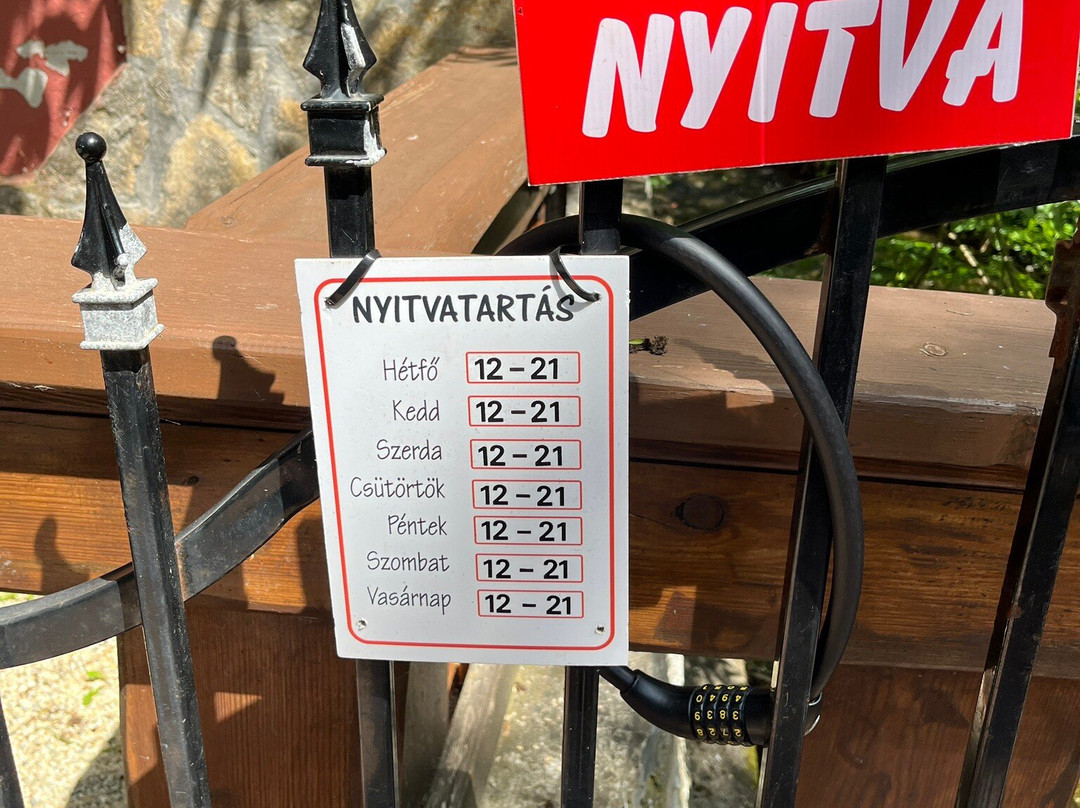 NYITVA
NYITVATARTÁS
Hétfő 12 – 21
Kedd 12 – 21
Szerda 12 – 21
Csütörtök 12 – 21
Péntek 12 – 21
Szombat 12 – 21
Vasárnap 12 – 21